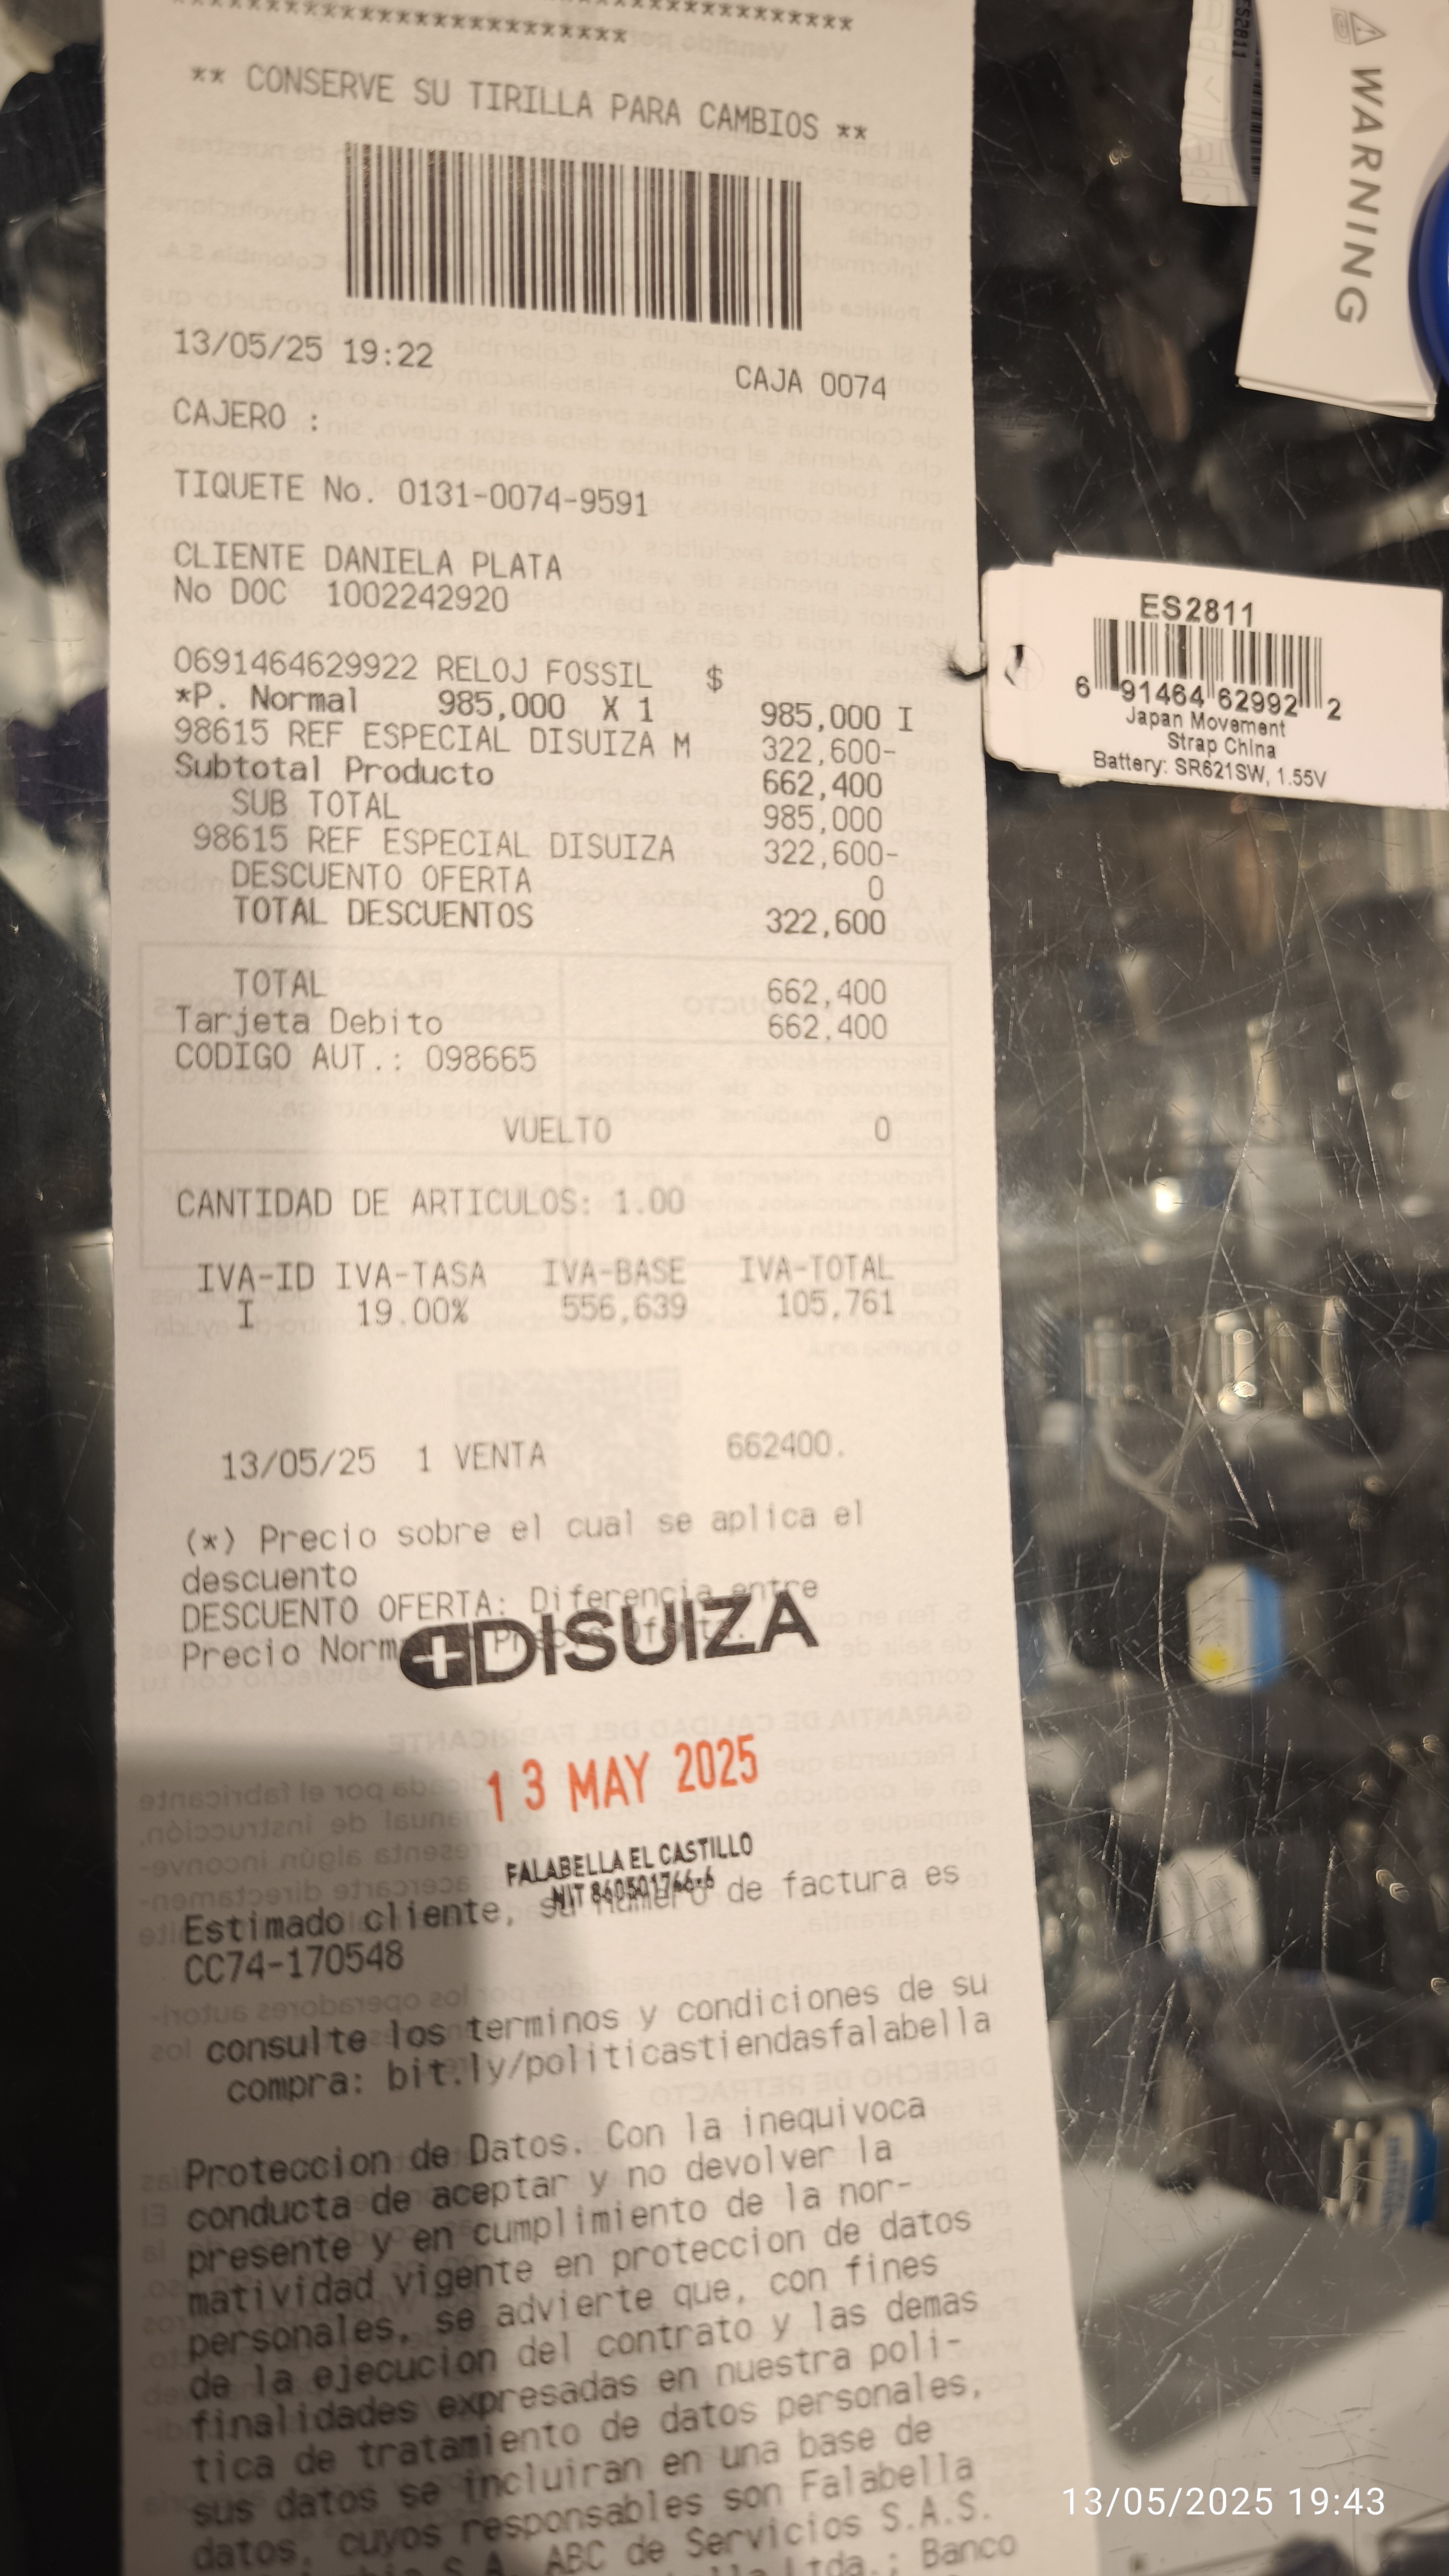 ** CONSERVE SU TIRILLA PARA CAMBIOS **
13/05/25 19:22 CAJA 0074
CAJERO :
TIQUETE No. 0131-0074-9591
CLIENTE DANIELA PLATA
No DOC 1002242920
0691464629922 RELOJ FOSSIL $
*P. Normal 985,000 X 1 985,000 I
98615 REF ESPECIAL DISUIZA M 322,600-
Subtotal Producto 662,400
SUB TOTAL 985,000
98615 REF ESPECIAL DISUIZA 322,600-
DESCUENTO OFERTA 0
TOTAL DESCUENTOS 322,600
TOTAL 662,400
Tarjeta Debito 662,400
CODIGO AUT.: 098665
VUELTO 0
CANTIDAD DE ARTICULOS: 1.00
IVA-ID IVA-TASA IVA-BASE IVA-TOTAL
I 19.00% 556,639 105,761
13/05/25 1 VENTA 662400.
(*) Precio sobre el cual se aplica el
descuento
DESCUENTO OFERTA: Diferencia entre
Precio Norm
DISUIZA
13 MAY 2025
FALABELLA EL CASTILLO
NIT 860501766-6
Estimado cliente, su numero de factura es
CC74-170548
consulte los terminos y condiciones de su
compra: bit.ly/politicastiendasfalabella
Proteccion de Datos. Con la inequivoca
conducta de aceptar y no devolver la
presente y en cumplimiento de la nor-
matividad vigente en proteccion de datos
personales, se advierte que, con fines
de la ejecucion del contrato y las demas
finalidades expresadas en nuestra poli-
tica de tratamiento de datos personales,
sus datos se incluiran en una base de
datos, cuyos responsables son Falabella
S.A. ABC de Servicios S.A.S.
Ltda.; Banco
WARNING
ES2811
ES2811
6 91464 62992 2
Japan Movement
Strap China
Battery: SR621SW, 1.55V
13/05/2025 19:43